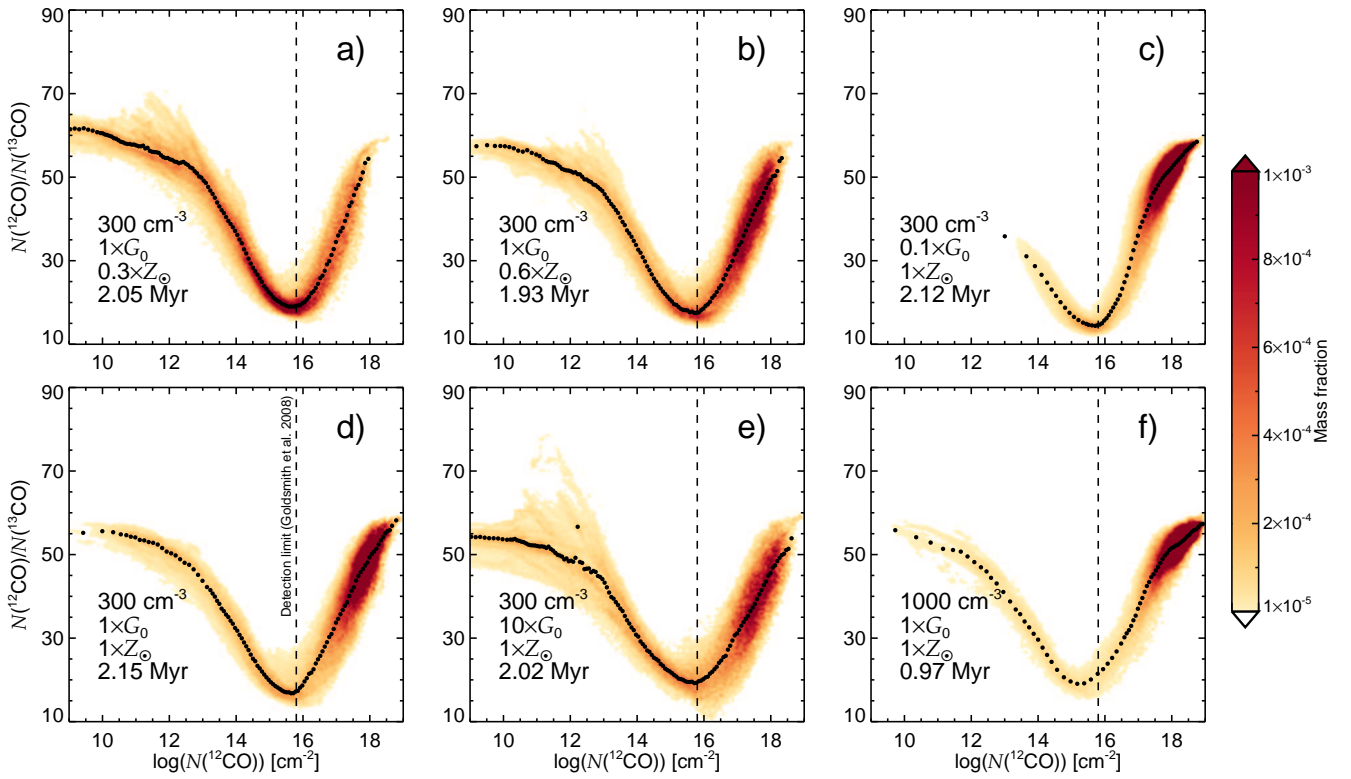 90
70
50
30
10
N(¹²CO)/N(¹³CO)
a)
300 cm⁻³
1×G₀
0.3×Z☉
2.05 Myr
10 12 14 16 18
b)
90
70
50
30
10
300 cm⁻³
1×G₀
0.6×Z☉
1.93 Myr
10 12 14 16 18
c)
90
70
50
30
10
300 cm⁻³
0.1×G₀
1×Z☉
2.12 Myr
10 12 14 16 18
90
70
50
30
10
N(¹²CO)/N(¹³CO)
d)
Detection limit (Goldsmith et al. 2008)
300 cm⁻³
1×G₀
1×Z☉
2.15 Myr
10 12 14 16 18
log(N(¹²CO)) [cm⁻²]
e)
90
70
50
30
10
300 cm⁻³
10×G₀
1×Z☉
2.02 Myr
10 12 14 16 18
log(N(¹²CO)) [cm⁻²]
f)
90
70
50
30
10
1000 cm⁻³
1×G₀
1×Z☉
0.97 Myr
10 12 14 16 18
log(N(¹²CO)) [cm⁻²]
1×10⁻³
8×10⁻⁴
6×10⁻⁴
4×10⁻⁴
2×10⁻⁴
1×10⁻⁵
Mass fraction